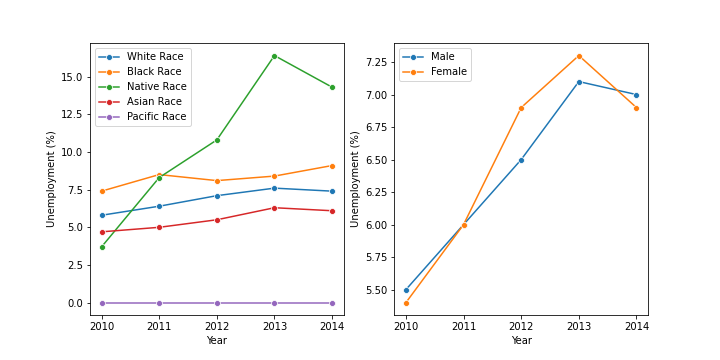 White Race
Black Race
Native Race
Asian Race
Pacific Race
15.0
12.5
10.0
7.5
5.0
2.5
0.0
Unemployment (%)
2010 2011 2012 2013 2014
Year
Male
Female
7.25
7.00
6.75
6.50
6.25
6.00
5.75
5.50
Unemployment (%)
2010 2011 2012 2013 2014
Year